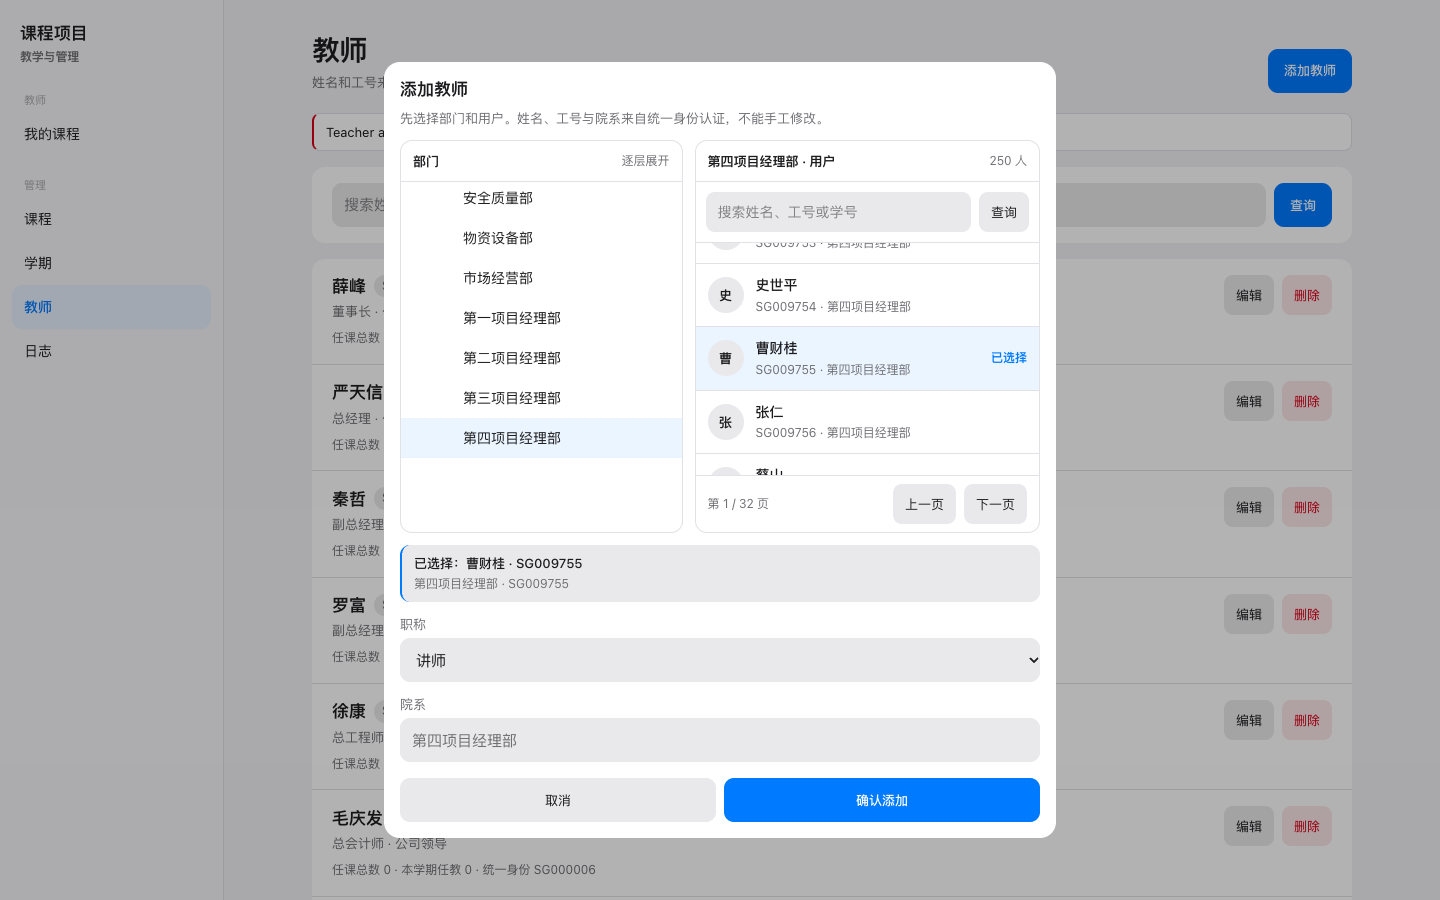 课程项目
教学与管理
教师
我的课程
管理
课程
学期
教师
日志
教师
姓名和工号来
添加教师
Teacher a
搜索姓
查询
薛峰
董事长 ·
任课总数
编辑
删除
严天信
总经理 ·
任课总数
编辑
删除
秦哲
副总经理
任课总数
编辑
删除
罗富
副总经理
任课总数
编辑
删除
徐康
总工程师
任课总数
编辑
删除
毛庆发
总会计师 · 公司领导
任课总数 0 · 本学期任教 0 · 统一身份 SG000006
编辑
删除
添加教师
先选择部门和用户。姓名、工号与院系来自统一身份认证，不能手工修改。
部门
逐层展开
安全质量部
物资设备部
市场经营部
第一项目经理部
第二项目经理部
第三项目经理部
第四项目经理部
第四项目经理部 · 用户
250 人
搜索姓名、工号或学号
查询
SG009753 · 第四项目经理部
史
史世平
SG009754 · 第四项目经理部
曹
曹财桂
SG009755 · 第四项目经理部
已选择
张
张仁
SG009756 · 第四项目经理部
蔡山
第 1 / 32 页
上一页
下一页
已选择：曹财桂 · SG009755
第四项目经理部 · SG009755
职称
讲师
院系
第四项目经理部
取消
确认添加